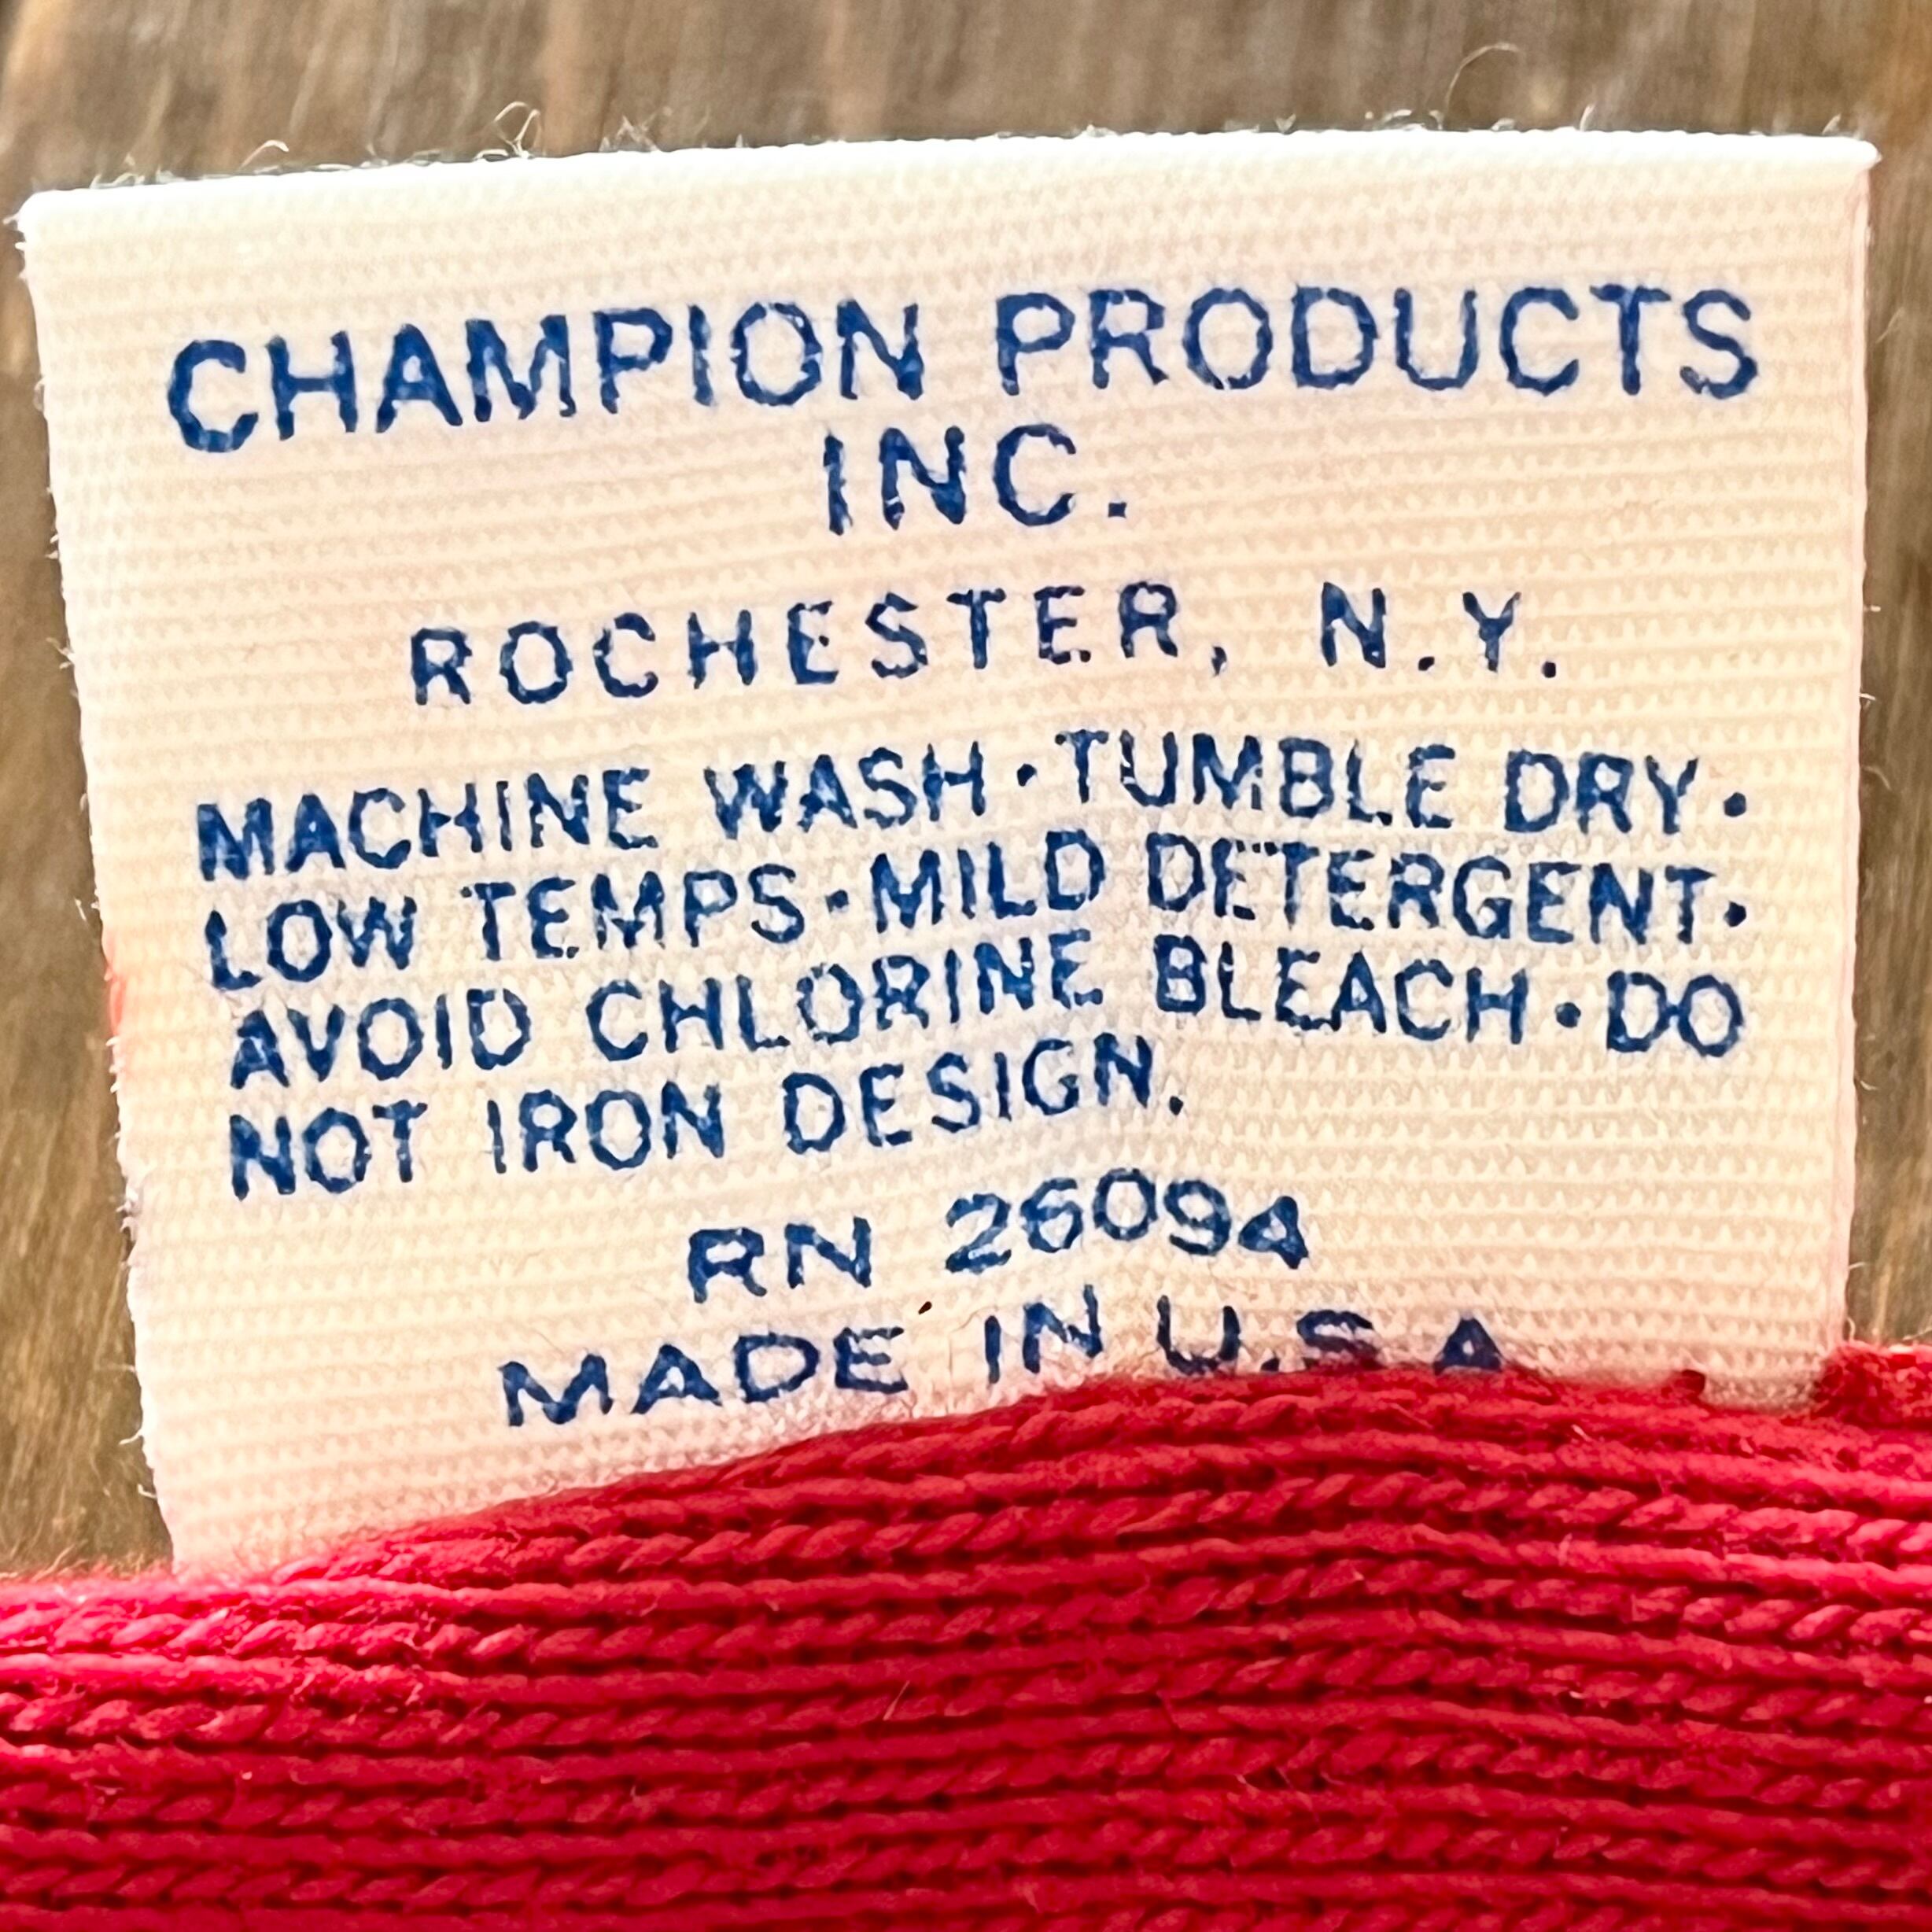 CHAMPION PRODUCTS
INC.
ROCHESTER, N.Y.
MACHINE WASH·TUMBLE DRY·
LOW TEMPS·MILD DETERGENT·
AVOID CHLORINE BLEACH·DO
NOT IRON DESIGN.
RN 26094
MADE IN U.S.A